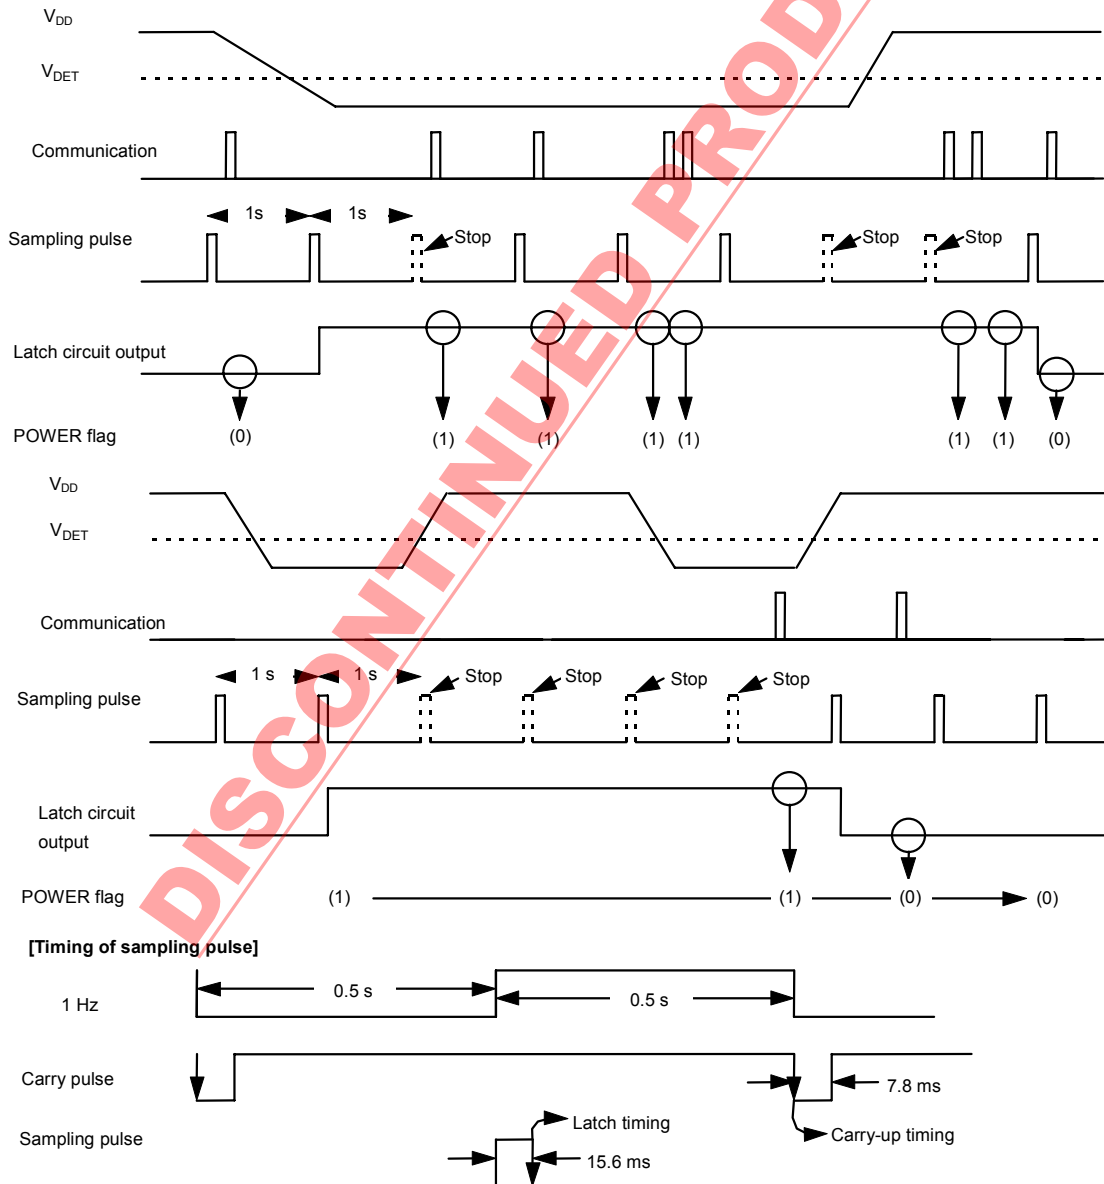 VDD
VDET
Communication
1s 1s
Sampling pulse
Stop Stop Stop
Latch circuit output
POWER flag (0) (1) (1) (1) (1) (1) (1) (0)
VDD
VDET
Communication
1 s 1 s
Sampling pulse
Stop Stop Stop Stop
Latch circuit
output
POWER flag (1) (1) (0) (0)
[Timing of sampling pulse]
1 Hz
0.5 s 0.5 s
Carry pulse
7.8 ms
Latch timing
Carry-up timing
Sampling pulse
15.6 ms
DISCONTINUED PROD